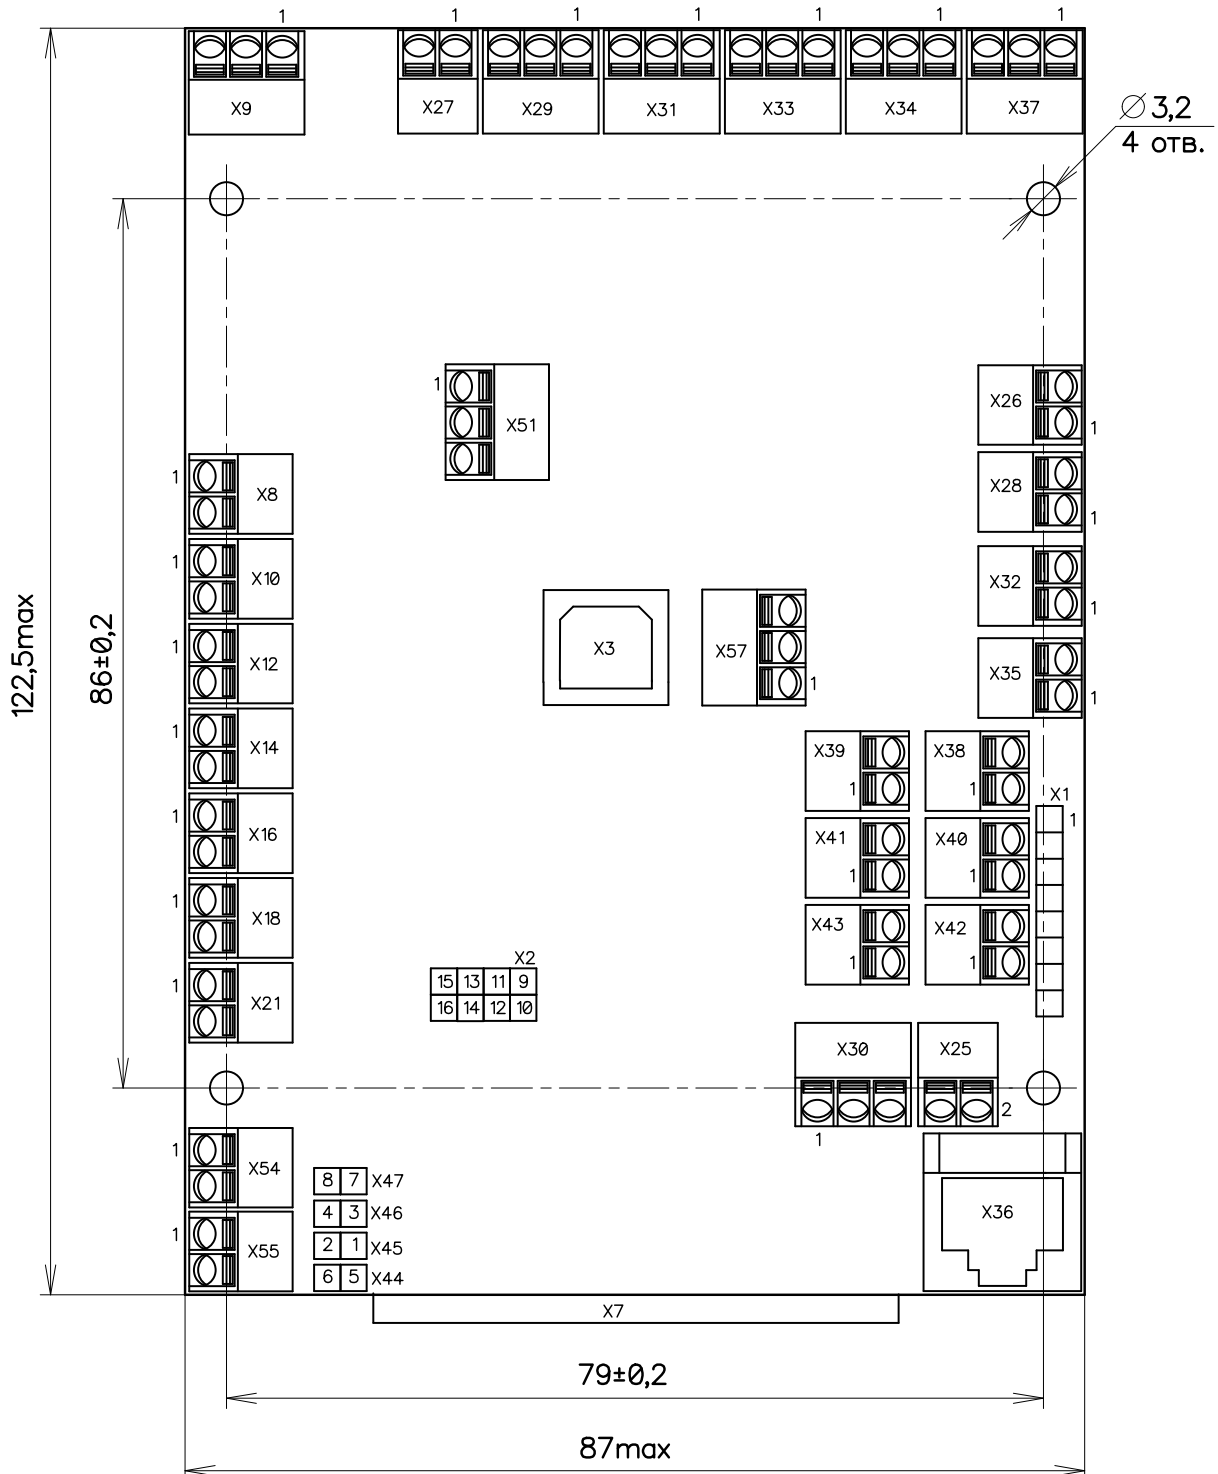 1 1 1 1 1 1 1
X9 X27 X29 X31 X33 X34 X37
∅ 3,2
4 отв.
1 X51
X26 1
1 X8
X28 1
1 X10
X32 1
X3
X57 1
1 X12
X35 1
1 X14
X39 1
X38 1
X1 1
1 X16
X41 1
X40 1
1 X18
X43 1
X42 1
X2
15 13 11 9
16 14 12 10
1 X21
X30 X25
1 2
1 X54
8 7 X47
4 3 X46
2 1 X45
6 5 X44
1 X55
X36
X7
122,5max
86±0,2
79±0,2
87max